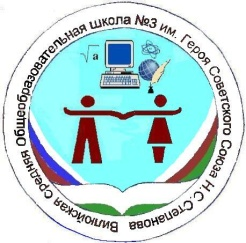 Вилюйская Средняя Общеобразовательная школа №3 им. Героя Советского Союза Н.С.Степанова
√a